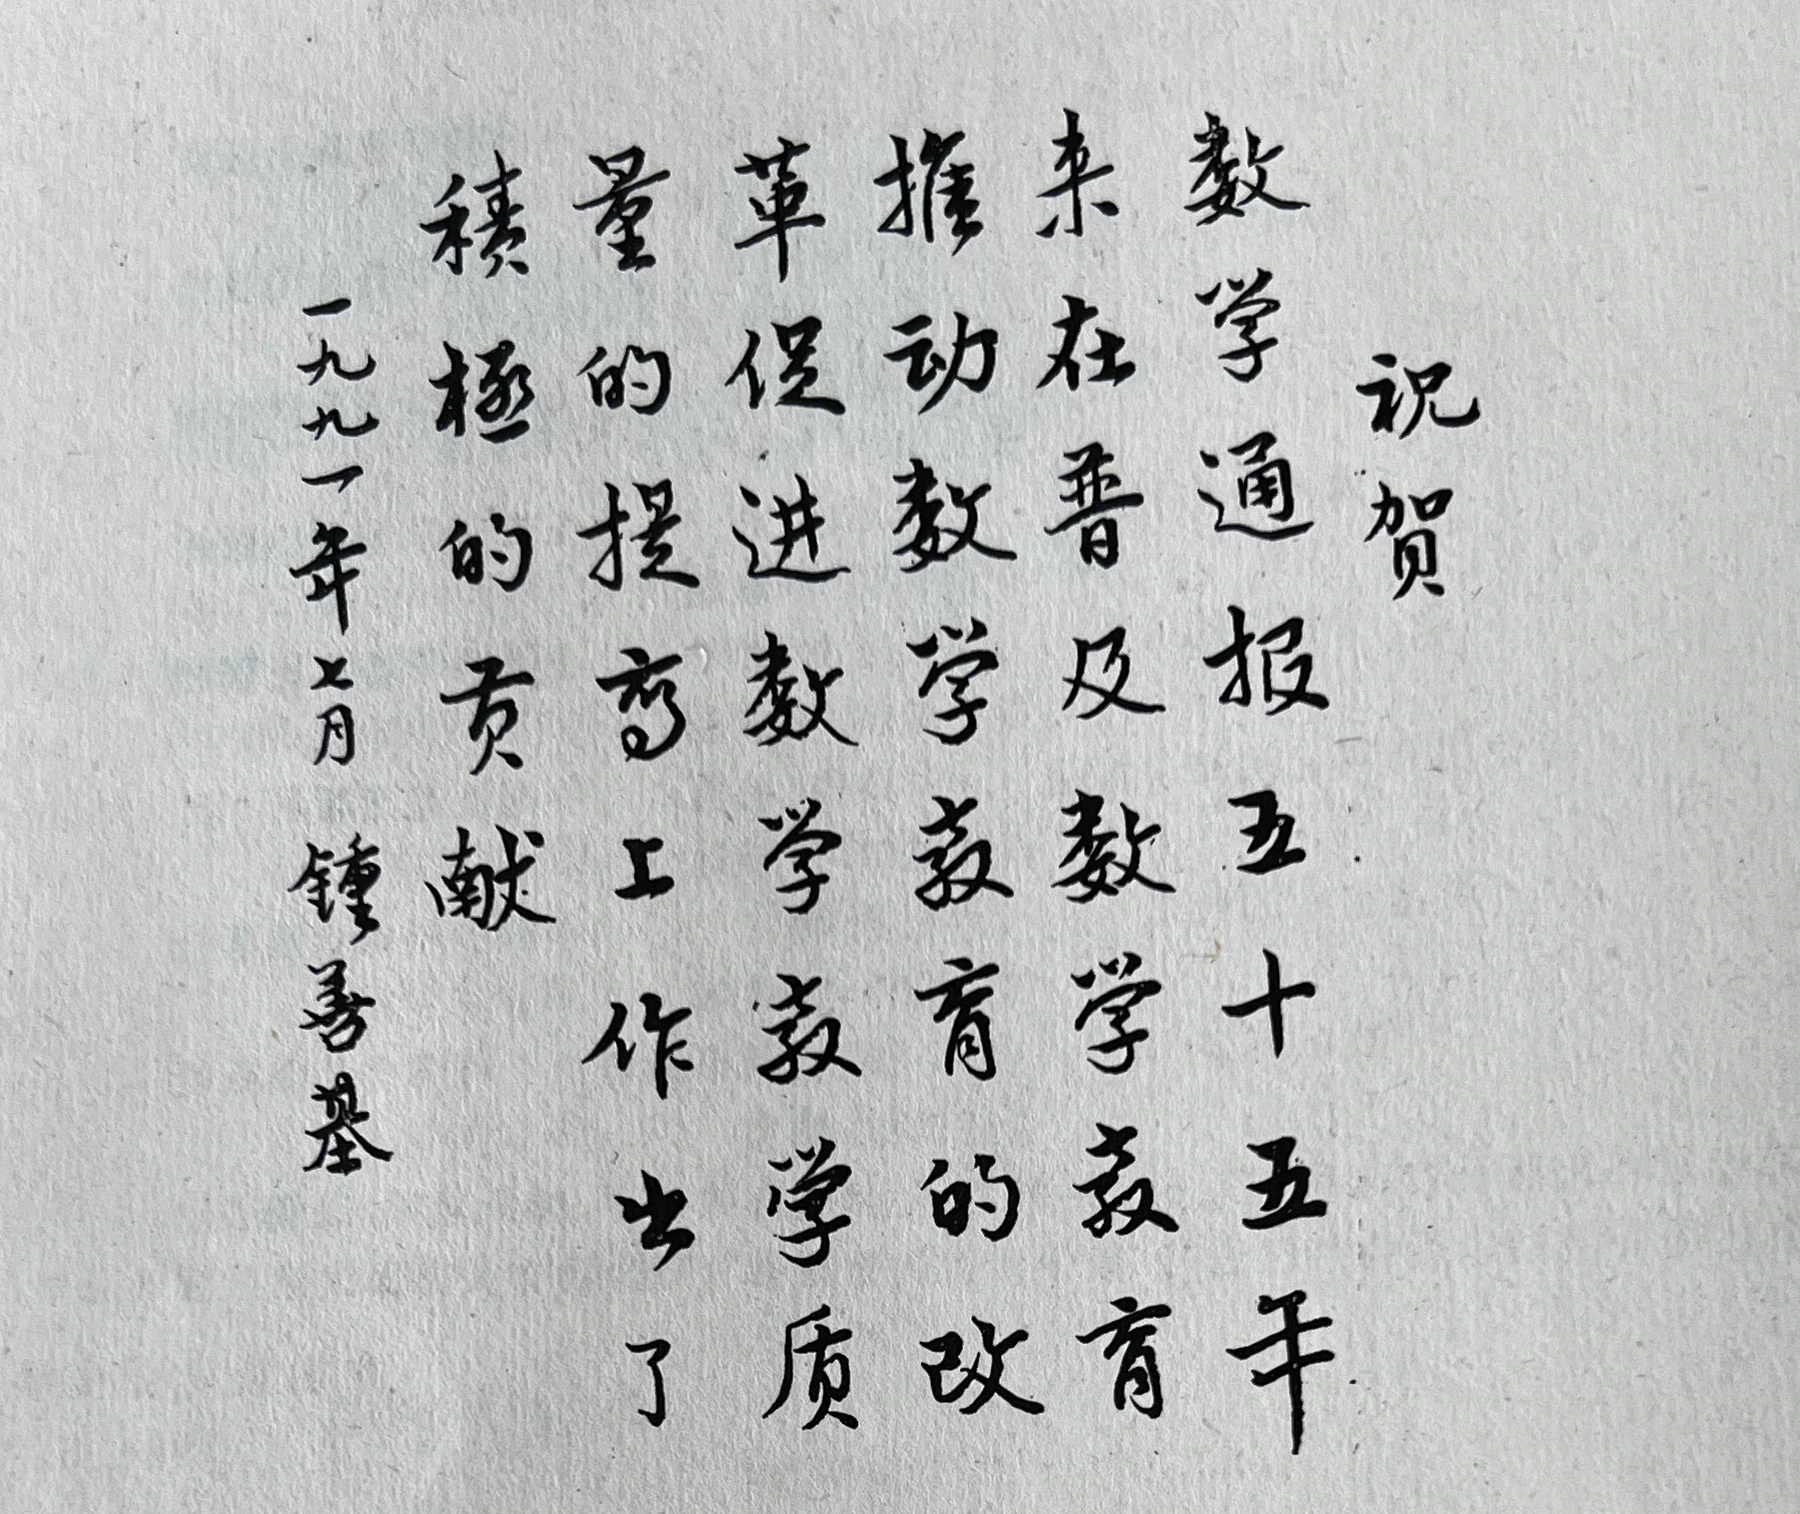 祝贺
数学通报五十五年
来在普及数学教育
推动数学教育的改
革促进数学教学质
量的提高上作出了
積極的贡献
一九九一年七月 鍾善基